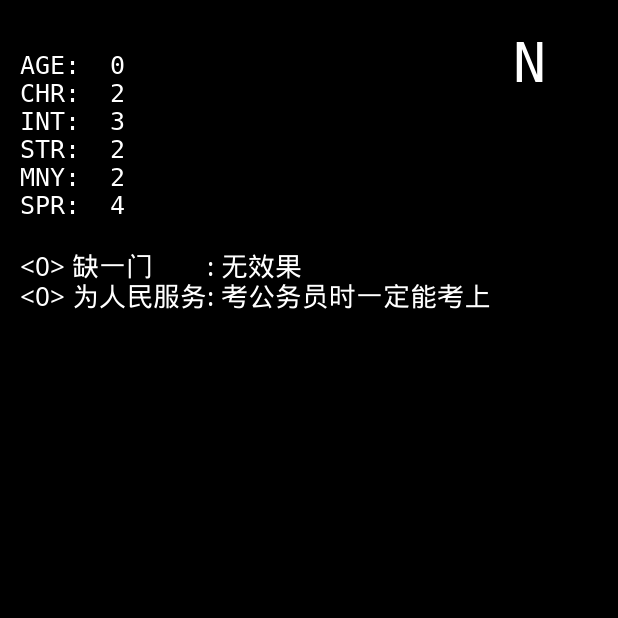 N
AGE: 0
CHR: 2
INT: 3
STR: 2
MNY: 2
SPR: 4
<O> 缺一门 : 无效果
<O> 为人民服务: 考公务员时一定能考上